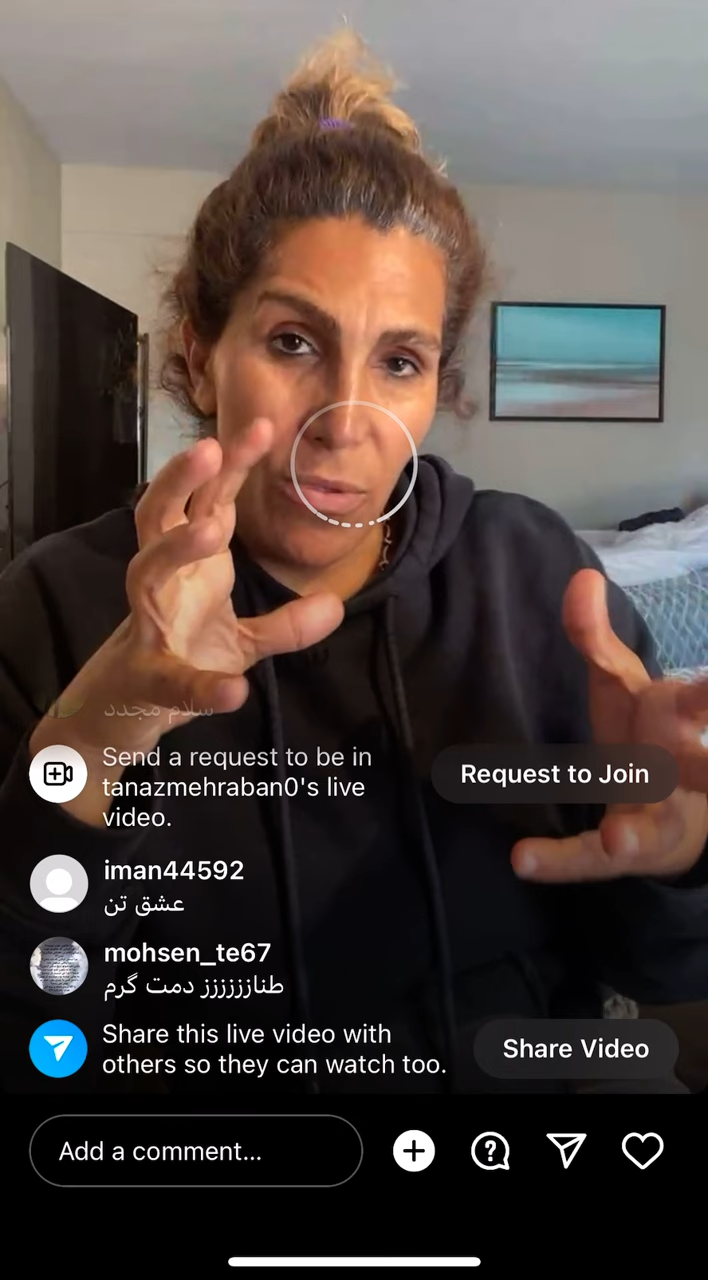 سلام مجدد
Send a request to be in
tanazmehraban0's live
video.
Request to Join
iman44592
عشق تن
mohsen_te67
طنازززززز دمت گرم
Share this live video with
others so they can watch too.
Share Video
Add a comment...